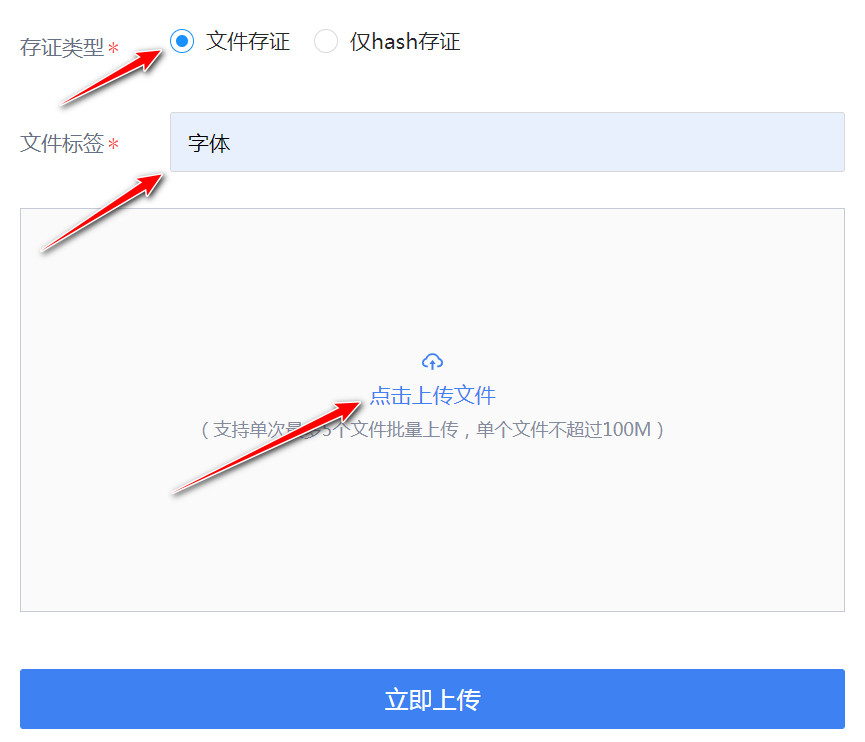 存证类型* 文件存证 仅hash存证
文件标签* 字体
点击上传文件
（支持单次最多5个文件批量上传，单个文件不超过100M）
立即上传